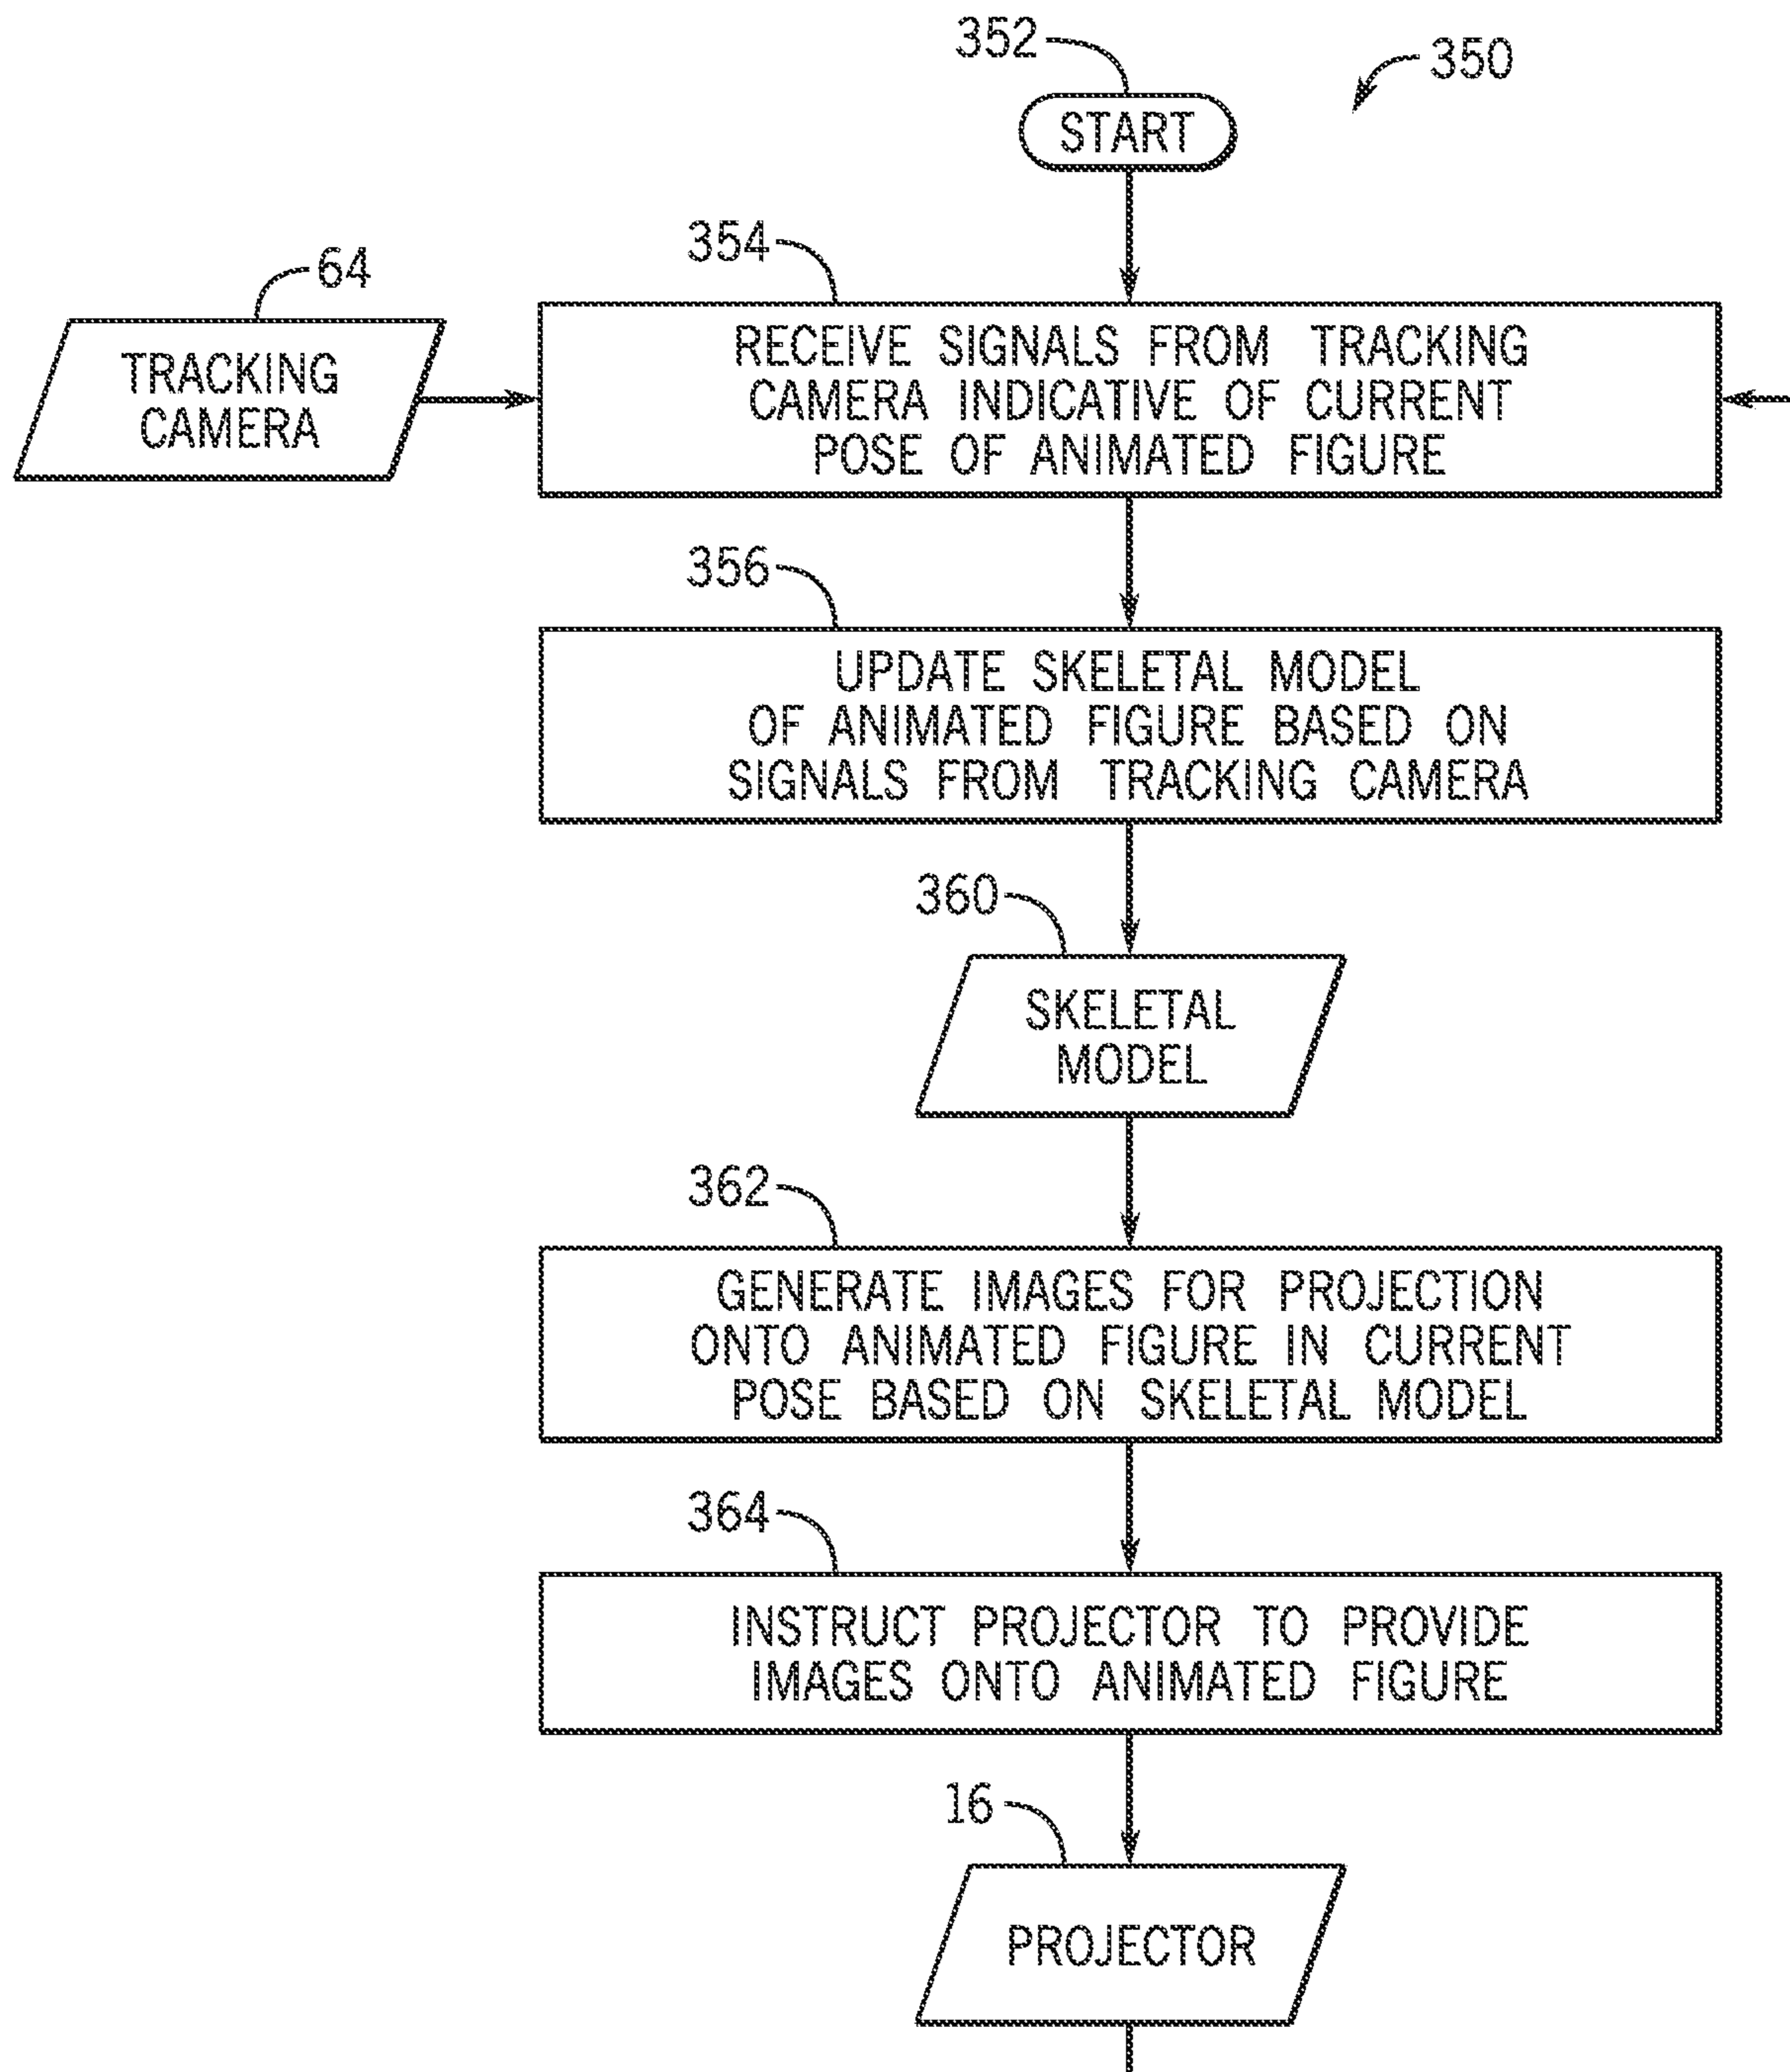 352
350
START
354
64
TRACKING
CAMERA
RECEIVE SIGNALS FROM TRACKING
CAMERA INDICATIVE OF CURRENT
POSE OF ANIMATED FIGURE
356
UPDATE SKELETAL MODEL
OF ANIMATED FIGURE BASED ON
SIGNALS FROM TRACKING CAMERA
360
SKELETAL
MODEL
362
GENERATE IMAGES FOR PROJECTION
ONTO ANIMATED FIGURE IN CURRENT
POSE BASED ON SKELETAL MODEL
364
INSTRUCT PROJECTOR TO PROVIDE
IMAGES ONTO ANIMATED FIGURE
16
PROJECTOR